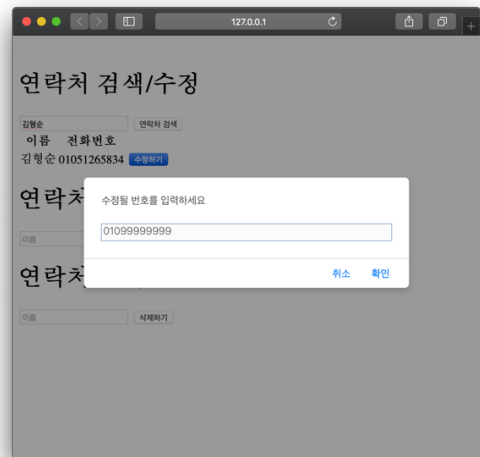 127.0.0.1
연락처 검색/수정
김형순 연락처 검색
이름 전화번호
김형순 01051265834 수정하기
연락처
이름
연락처
이름 삭제하기
수정될 번호를 입력하세요
01099999999
취소 확인